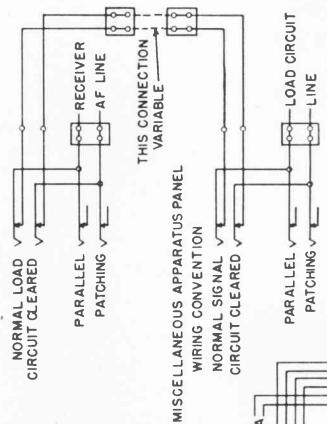 NORMAL LOAD
CIRCUIT CLEARED
PARALLEL
PATCHING
RECEIVER
AF LINE
THIS CONNECTION
VARIABLE
MISCELLANEOUS APPARATUS PANEL
WIRING CONVENTION
NORMAL SIGNAL
CIRCUIT CLEARED
PARALLEL
PATCHING
LOAD CIRCUIT
LINE
A